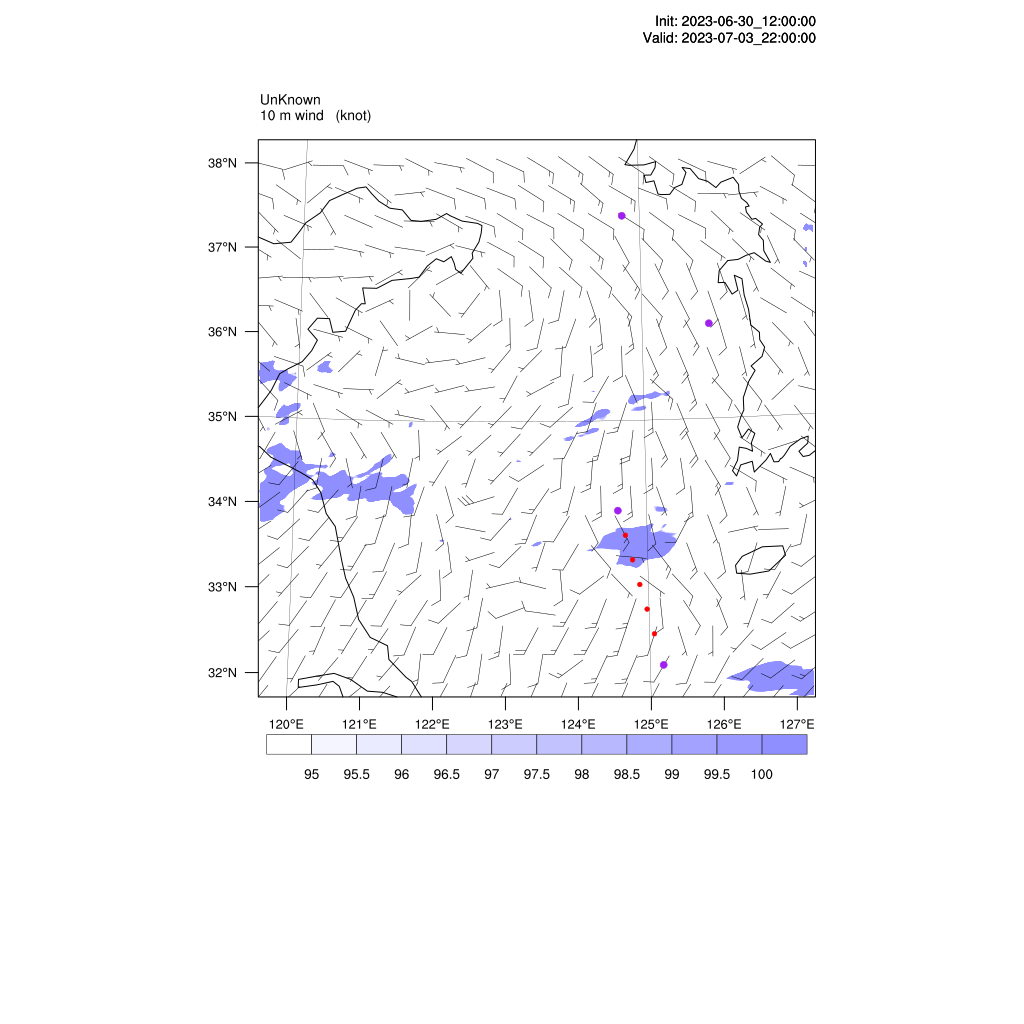 Init: 2023-06-30_12:00:00
Valid: 2023-07-03_22:00:00
UnKnown
10 m wind (knot)
38°N
37°N
36°N
35°N
34°N
33°N
32°N
120°E 121°E 122°E 123°E 124°E 125°E 126°E 127°E
95 95.5 96 96.5 97 97.5 98 98.5 99 99.5 100